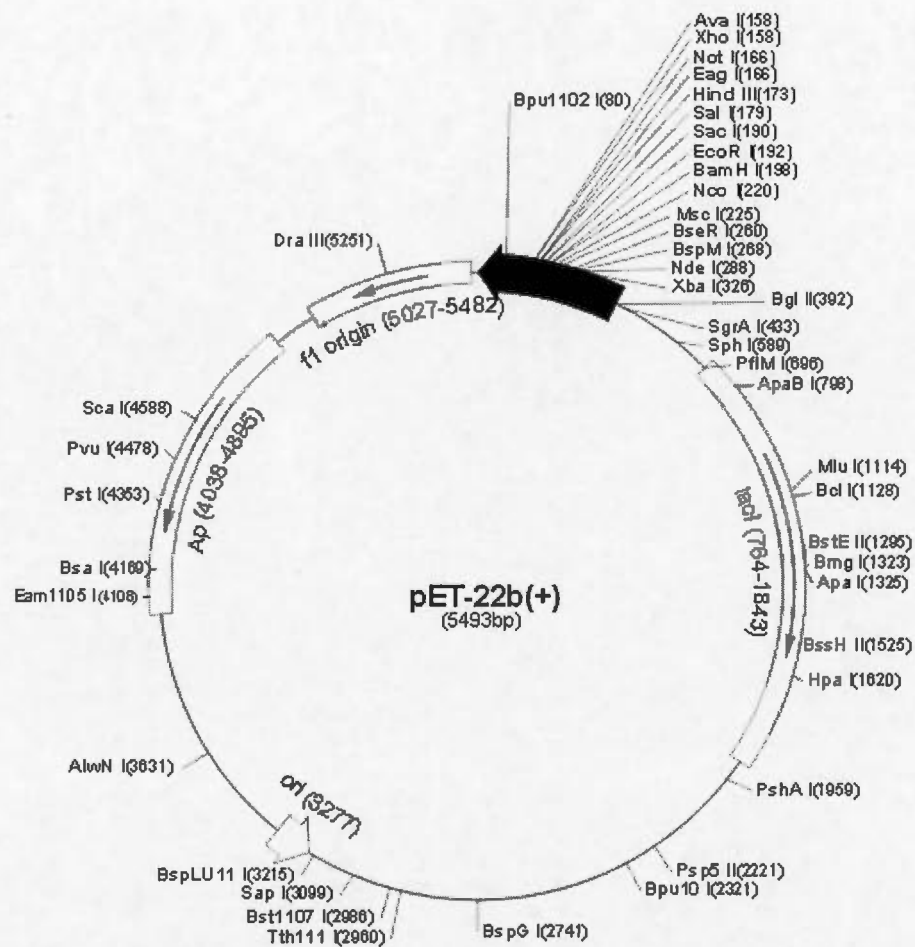 Ava I(158)
Xho I(158)
Not I(166)
Eag I(166)
Hind III(173)
Sal I(179)
Sac I(190)
EcoR I(192)
BamH I(198)
Nco I(220)
Msc I(225)
BseR I(260)
BspM I(268)
Nde I(288)
Xba I(326)
Bgl II(392)
SgrA I(433)
Sph I(589)
PflM I(696)
ApaB I(798)
Mlu I(1114)
Bcl I(1128)
BstE II(1295)
Bmg I(1323)
Apa I(1325)
BssH II(1525)
Hpa I(1620)
PshA I(1959)
Psp5 II(2221)
Bpu10 I(2321)
BspG I(2741)
Tth111 I(2960)
Bst1107 I(2986)
Sap I(3099)
BspLU11 I(3215)
AlwN I(3631)
Eam1105 I(4108)
Bsa I(4169)
Pst I(4353)
Pvu I(4478)
Sca I(4588)
Dra III(5251)
Bpu1102 I(80)
f1 origin (5027-5482)
Ap (4038-4895)
lacI (764-1843)
ori (3277)
pET-22b(+)
(5493bp)